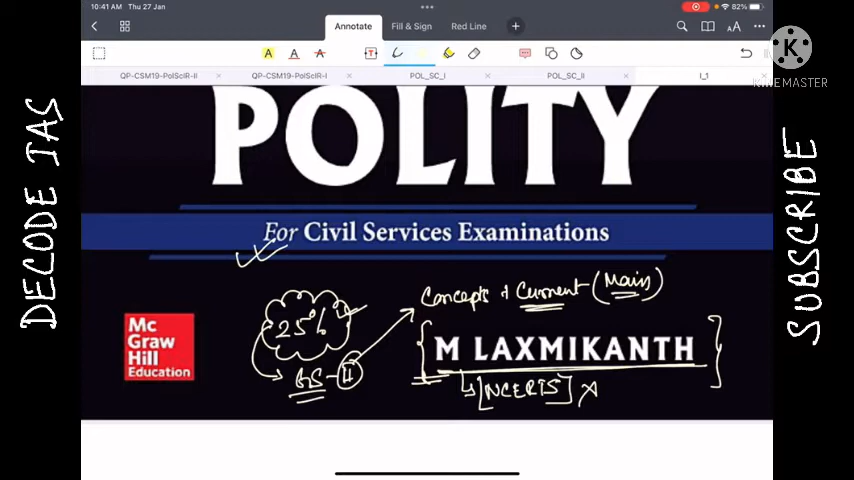 10:41 AM Thu 27 Jan
82%
Annotate Fill & Sign Red Line
QP-CSM19-PolSciR-II QP-CSM19-PolSciR-I POL_SC_I POL_SC_II I_1
KINEMASTER
POLITY
For Civil Services Examinations
Concepts & Current (Mains)
25%
GS - II
Mc
Graw
Hill
Education
M LAXMIKANTH
[NCERTS] X
DECODE IAS
SUBSCRIBE